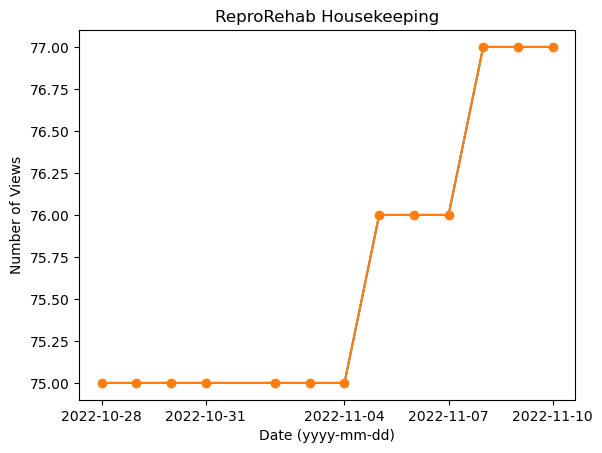 ReproRehab Housekeeping
77.00
76.75
76.50
76.25
76.00
75.75
75.50
75.25
75.00
Number of Views
2022-10-28 2022-10-31 2022-11-04 2022-11-07 2022-11-10
Date (yyyy-mm-dd)